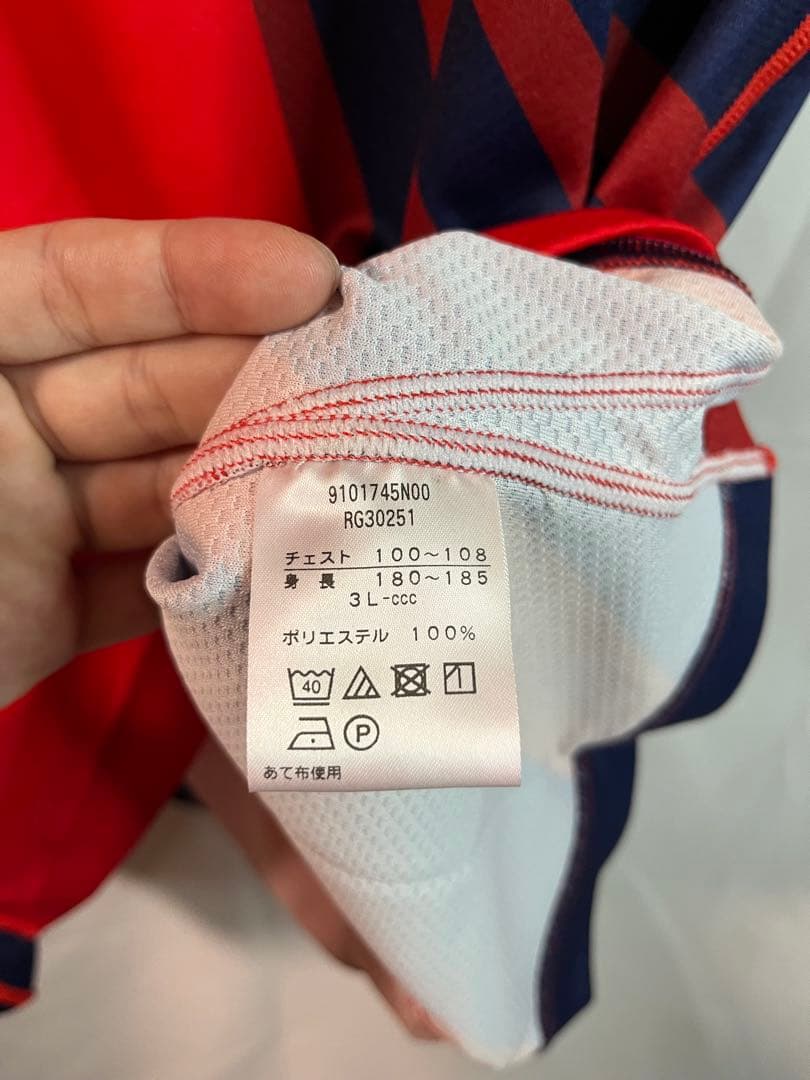 9101745N00
RG30251
チェスト 100～108
身長 180～185
3L-ccc
ポリエステル 100%
40
P
あて布使用